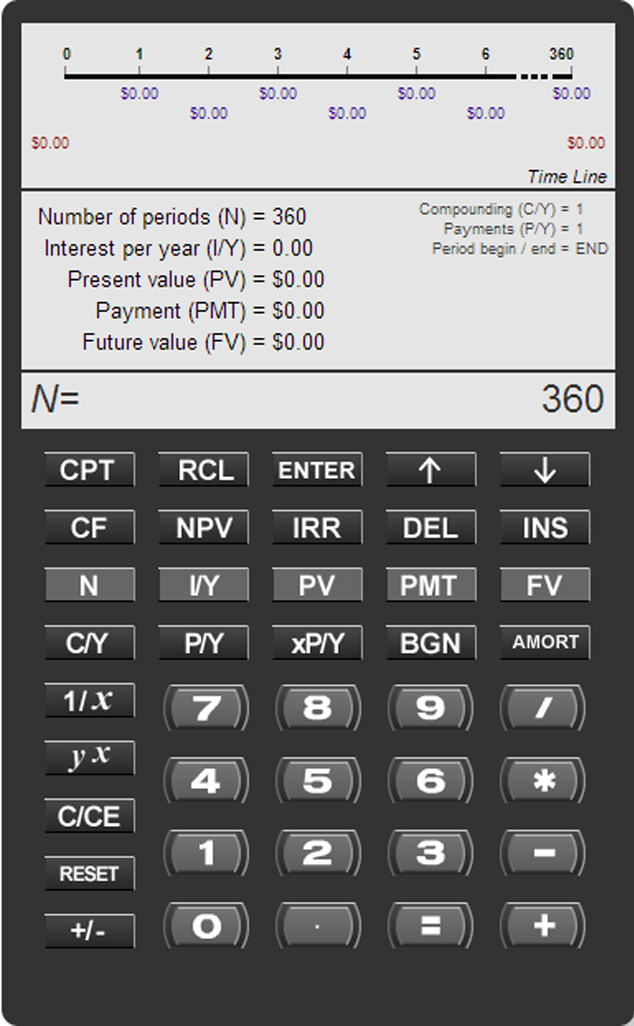 0 1 2 3 4 5 6 360
$0.00 $0.00 $0.00 $0.00
$0.00 $0.00 $0.00
$0.00 $0.00
Time Line
Number of periods (N) = 360
Interest per year (I/Y) = 0.00
Present value (PV) = $0.00
Payment (PMT) = $0.00
Future value (FV) = $0.00
Compounding (C/Y) = 1
Payments (P/Y) = 1
Period begin / end = END
N= 360
CPT RCL ENTER ↑ ↓
CF NPV IRR DEL INS
N I/Y PV PMT FV
C/Y P/Y xP/Y BGN AMORT
1/x 7 8 9 /
y x 4 5 6 *
C/CE 1 2 3 -
RESET
+/- 0 . = +